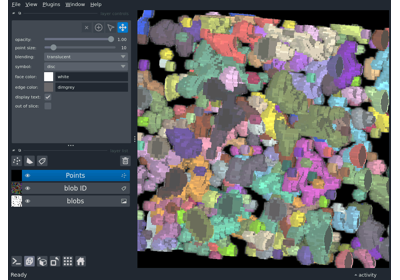 File View Plugins Window Help
opacity: 1.00
point size: 10
blending: translucent
symbol: disc
face color: white
edge color: dimgrey
display text:
out of slice:
Points
blob ID
blobs
Ready
activity